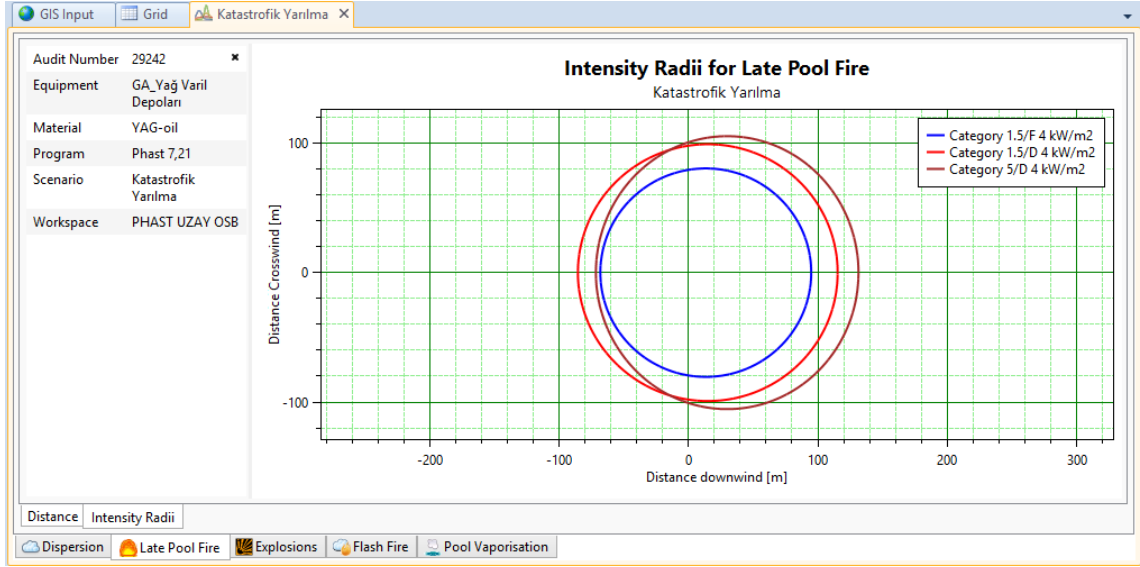 GIS Input
Grid
Katastrofik Yarılma
Audit Number 29242
Equipment GA_Yağ Varil
Depoları
Material YAG-oil
Program Phast 7,21
Scenario Katastrofik
Yarılma
Workspace PHAST UZAY OSB
Intensity Radii for Late Pool Fire
Katastrofik Yarılma
Category 1.5/F 4 kW/m2
Category 1.5/D 4 kW/m2
Category 5/D 4 kW/m2
Distance Crosswind [m]
100
0
-100
-200 -100 0 100 200 300
Distance downwind [m]
Distance Intensity Radii
Dispersion Late Pool Fire Explosions Flash Fire Pool Vaporisation